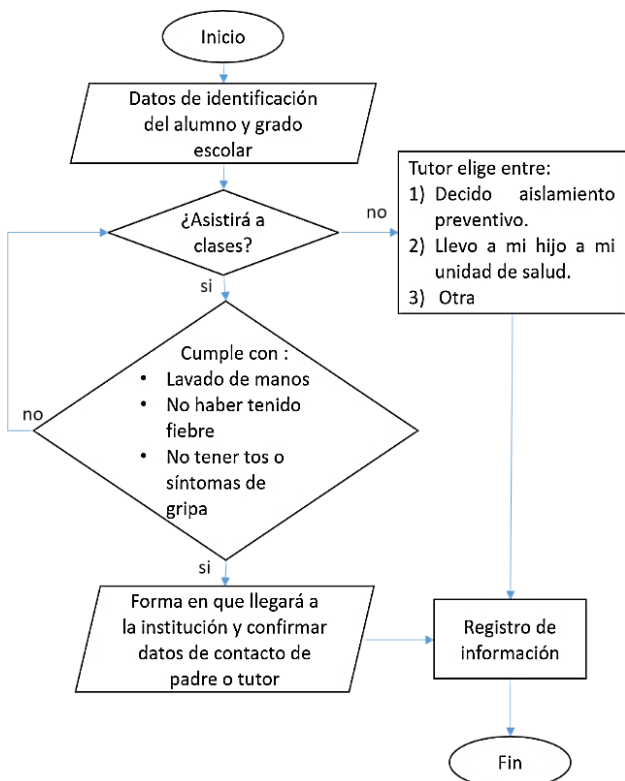 Inicio
Datos de identificación
del alumno y grado
escolar
¿Asistirá a
clases?
no
Tutor elige entre:
1) Decido aislamiento
preventivo.
2) Llevo a mi hijo a mi
unidad de salud.
3) Otra
si
Cumple con :
• Lavado de manos
• No haber tenido
fiebre
• No tener tos o
síntomas de
gripa
no
si
Forma en que llegará a
la institución y confirmar
datos de contacto de
padre o tutor
Registro de
información
Fin